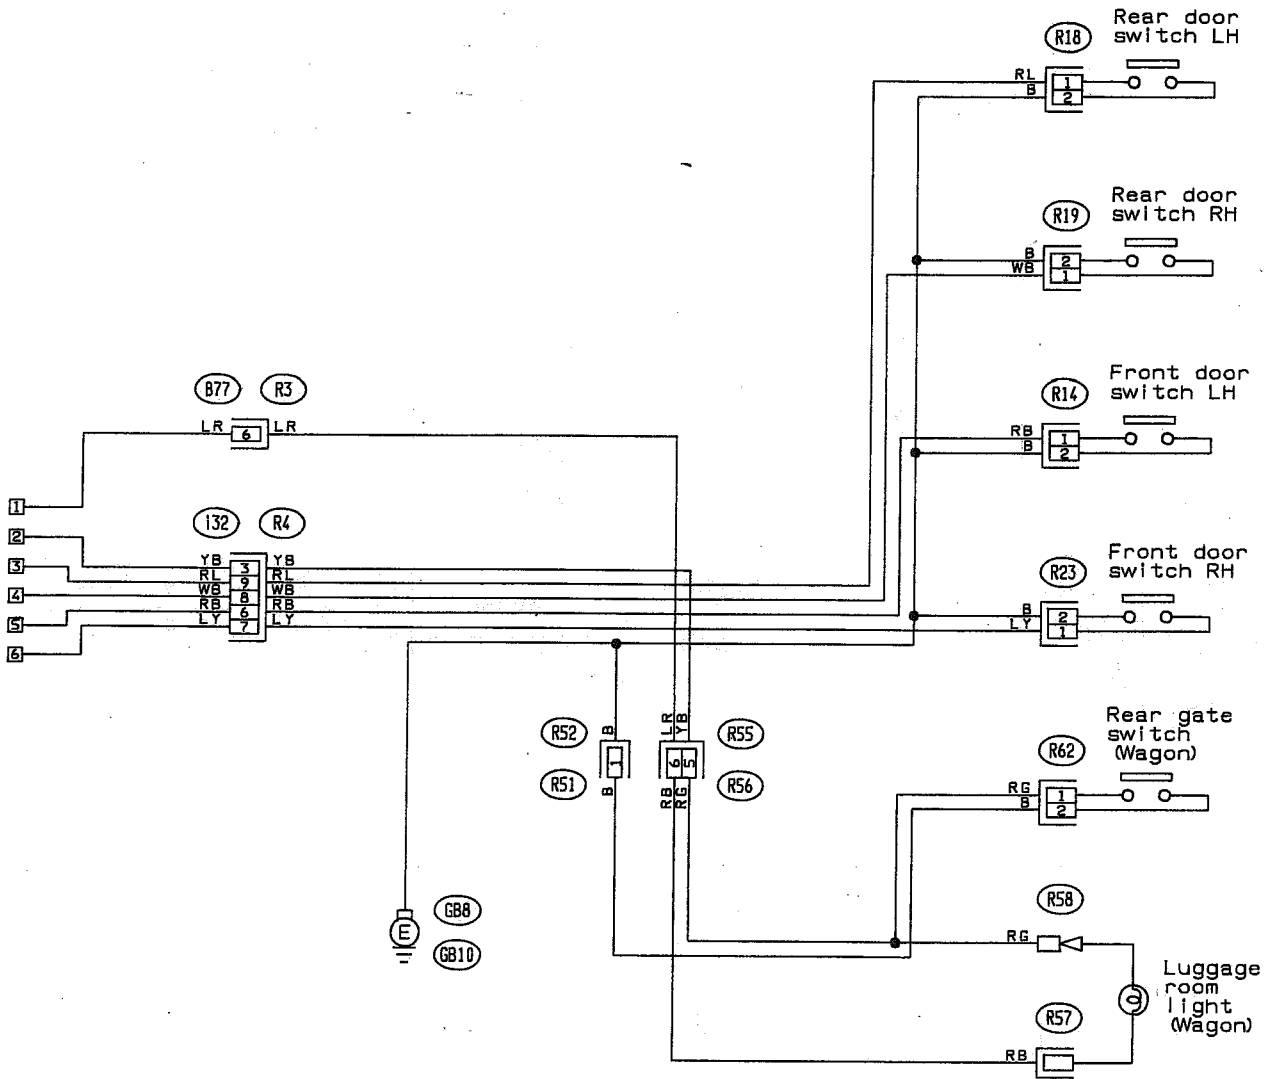 Rear door
switch LH
R18
RL
1
B
2
Rear door
switch RH
R19
B
2
WB
1
Front door
switch LH
R14
RB
1
B
2
B77 R3
LR 6 LR
1
2
3
4
5
6
i32 R4
YB 3 YB
RL 9 RL
WB 8 WB
RB 6 RB
LY 7 LY
Front door
switch RH
R23
B
2
LY
1
R52
B
1
R51
B
LR YB
R55
6 5
R56
RB RG
Rear gate
switch
(Wagon)
R62
RG
1
B
2
GB8
E
GB10
R58
RG
Luggage
room
light
(Wagon)
R57
RB